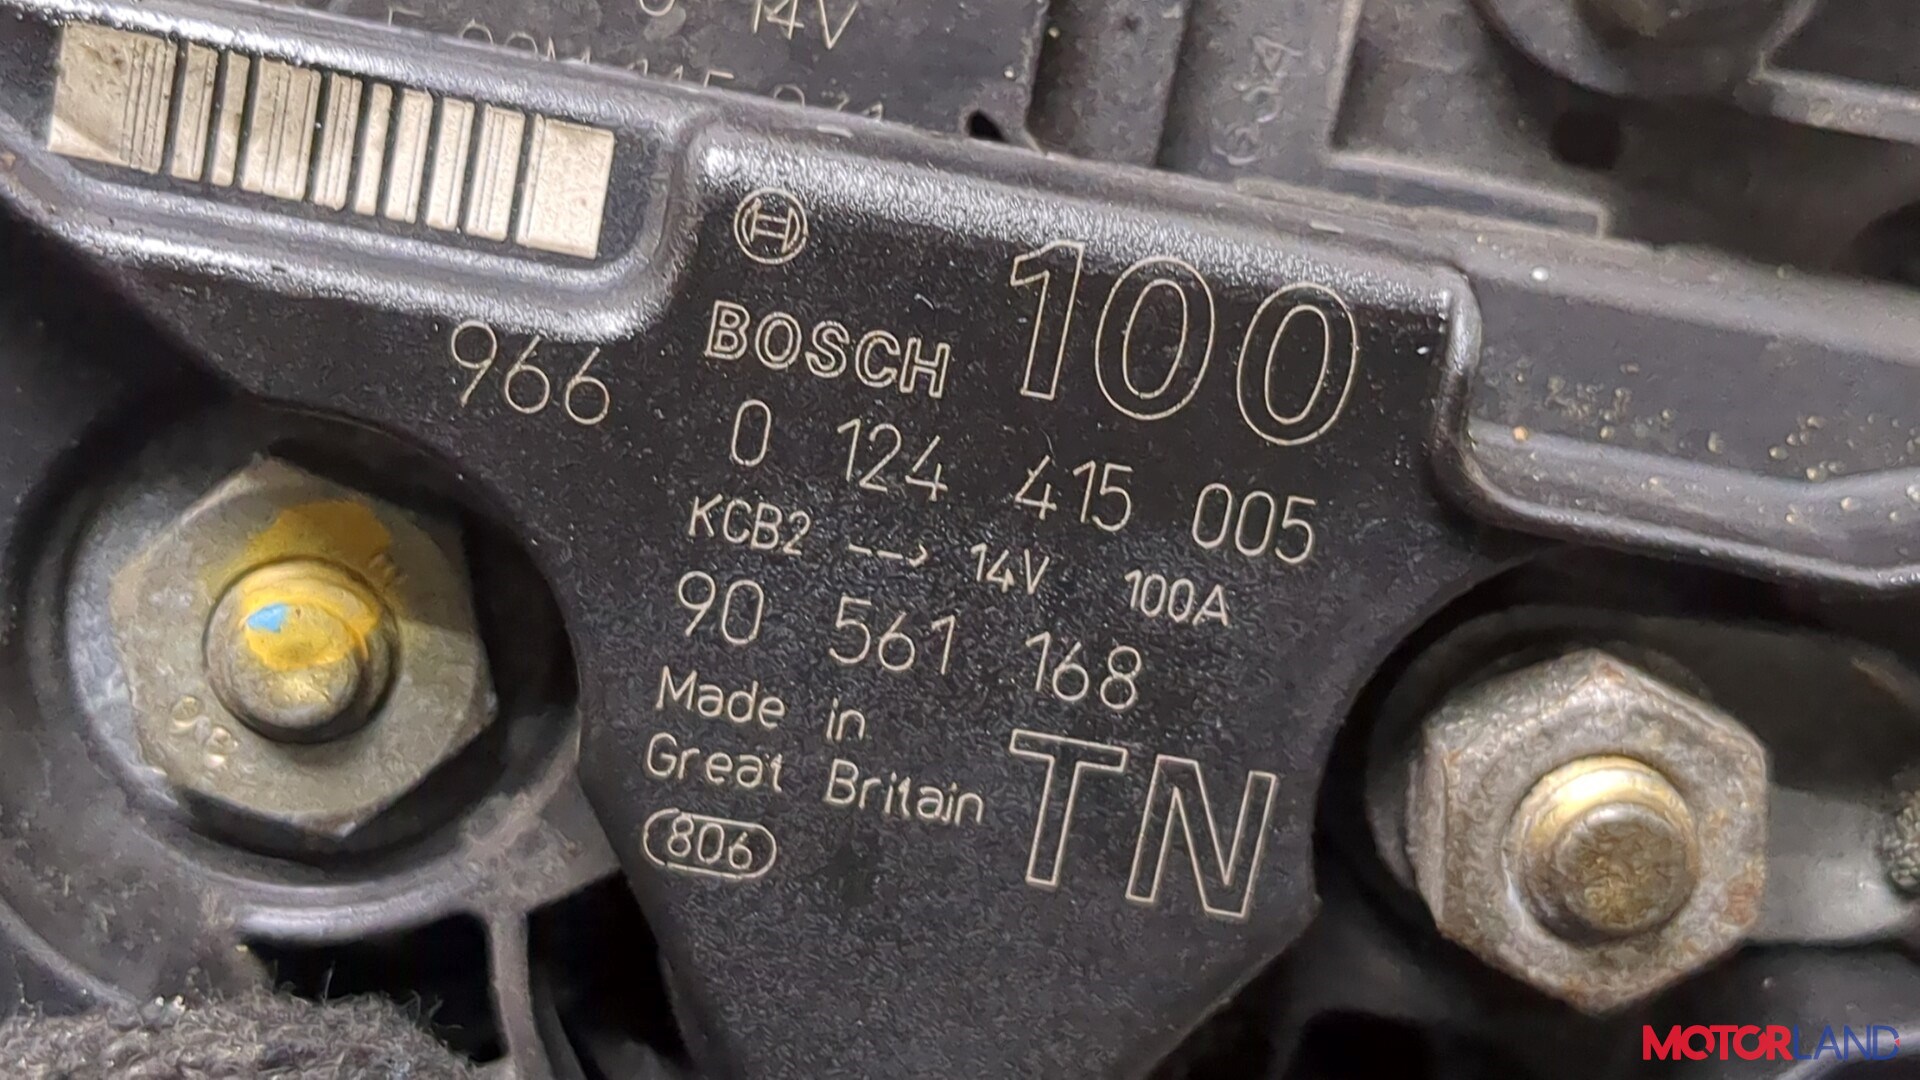 14V
966
BOSCH 100
0 124 415 005
KCB2 --> 14V 100A
90 561 168
Made in
Great Britain
TN
806
MOTORLAND